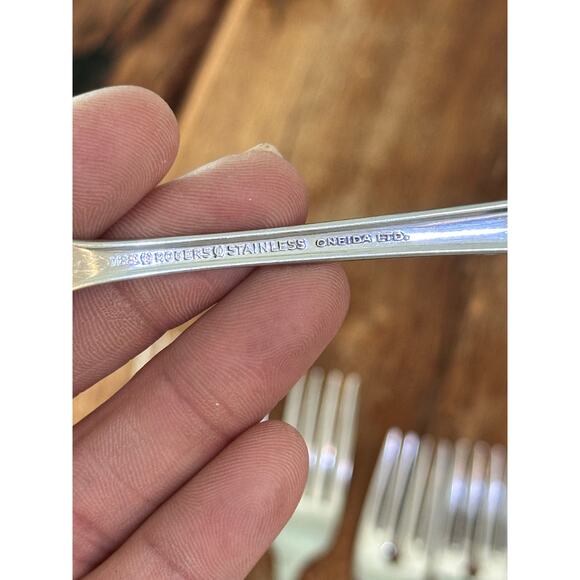 ROGERS STAINLESS ONEIDA LTD.